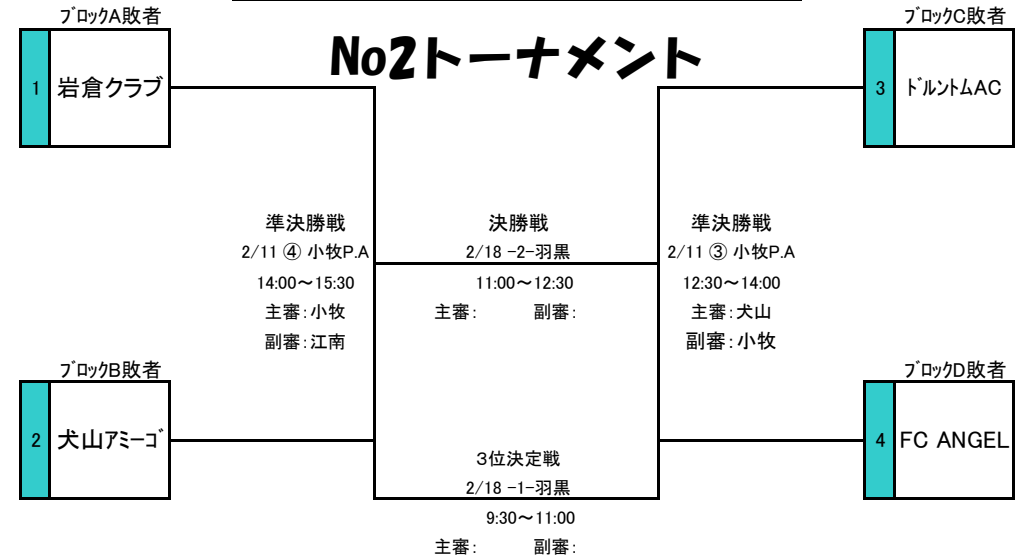 No2トーナメント
ブロックA敗者
1 岩倉クラブ
ブロックC敗者
3 ドルントムAC
準決勝戦
2/11 ④ 小牧P.A
14:00～15:30
主審：小牧
副審：江南
決勝戦
2/18 -2-羽黒
11:00～12:30
主審： 副審：
準決勝戦
2/11 ③ 小牧P.A
12:30～14:00
主審：犬山
副審：小牧
ブロックB敗者
2 犬山アミーゴ
ブロックD敗者
4 FC ANGEL
3位決定戦
2/18 -1-羽黒
9:30～11:00
主審： 副審：